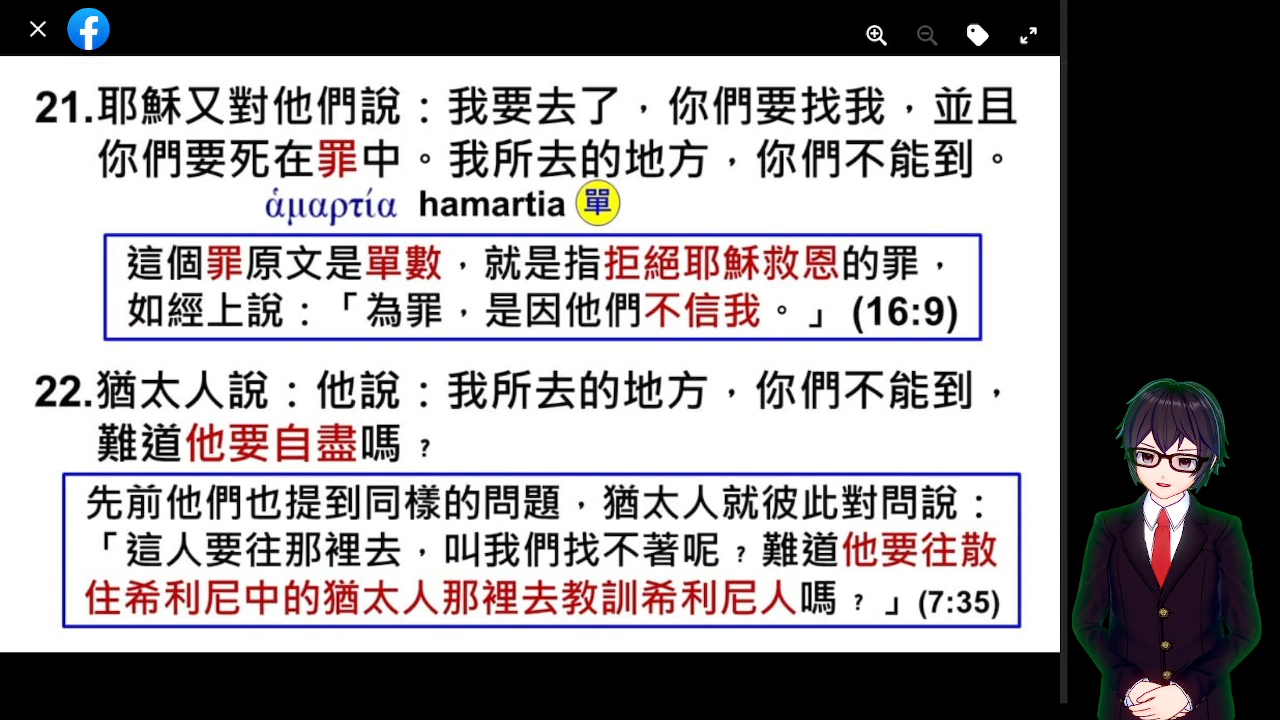 21.耶穌又對他們說：我要去了，你們要找我，並且
你們要死在罪中。我所去的地方，你們不能到。
ἁμαρτία hamartia 單
這個罪原文是單數，就是指拒絕耶穌救恩的罪，
如經上說：「為罪，是因他們不信我。」(16:9)
22.猶太人說：他說：我所去的地方，你們不能到，
難道他要自盡嗎﹖
先前他們也提到同樣的問題，猶太人就彼此對問說：
「這人要往那裡去，叫我們找不著呢﹖難道他要往散
住希利尼中的猶太人那裡去教訓希利尼人嗎﹖」(7:35)